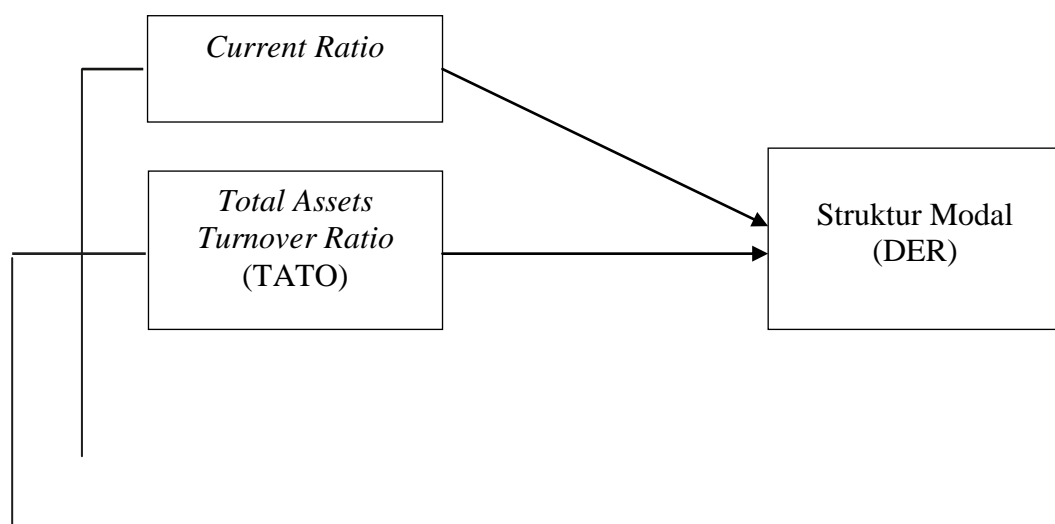 Current Ratio
Total Assets
Turnover Ratio
(TATO)
Struktur Modal
(DER)